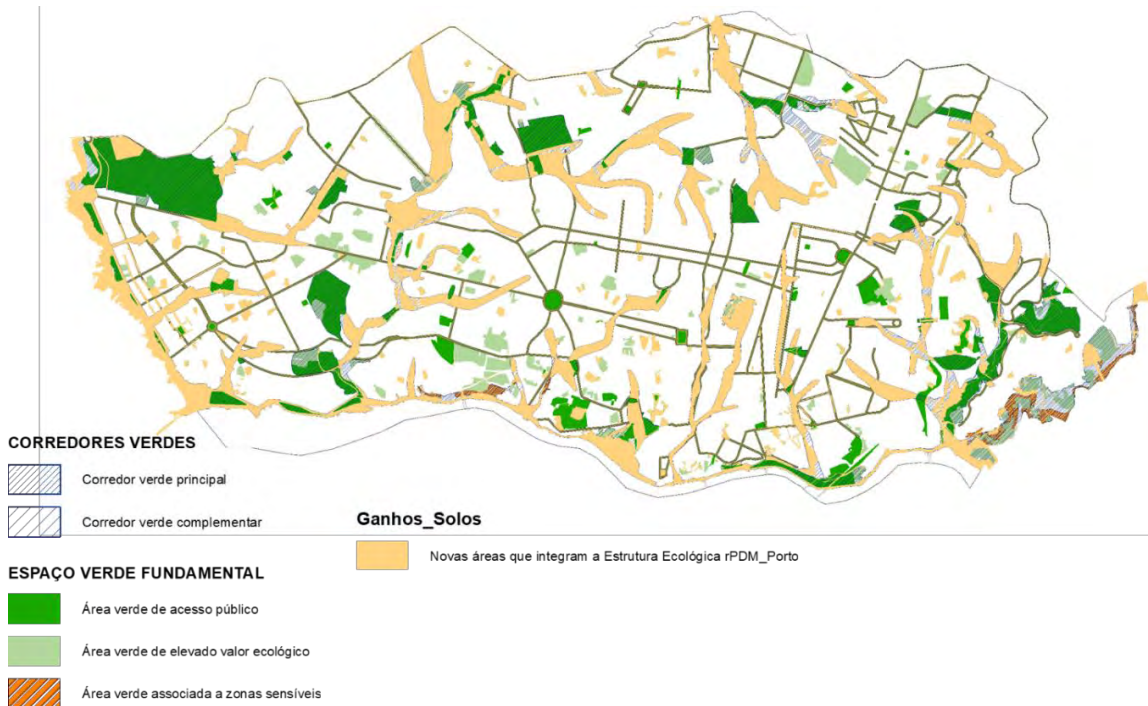 CORREDORES VERDES
Corredor verde principal
Corredor verde complementar
ESPAÇO VERDE FUNDAMENTAL
Área verde de acesso público
Área verde de elevado valor ecológico
Área verde associada a zonas sensíveis
Ganhos_Solos
Novas áreas que integram a Estrutura Ecológica rPDM_Porto